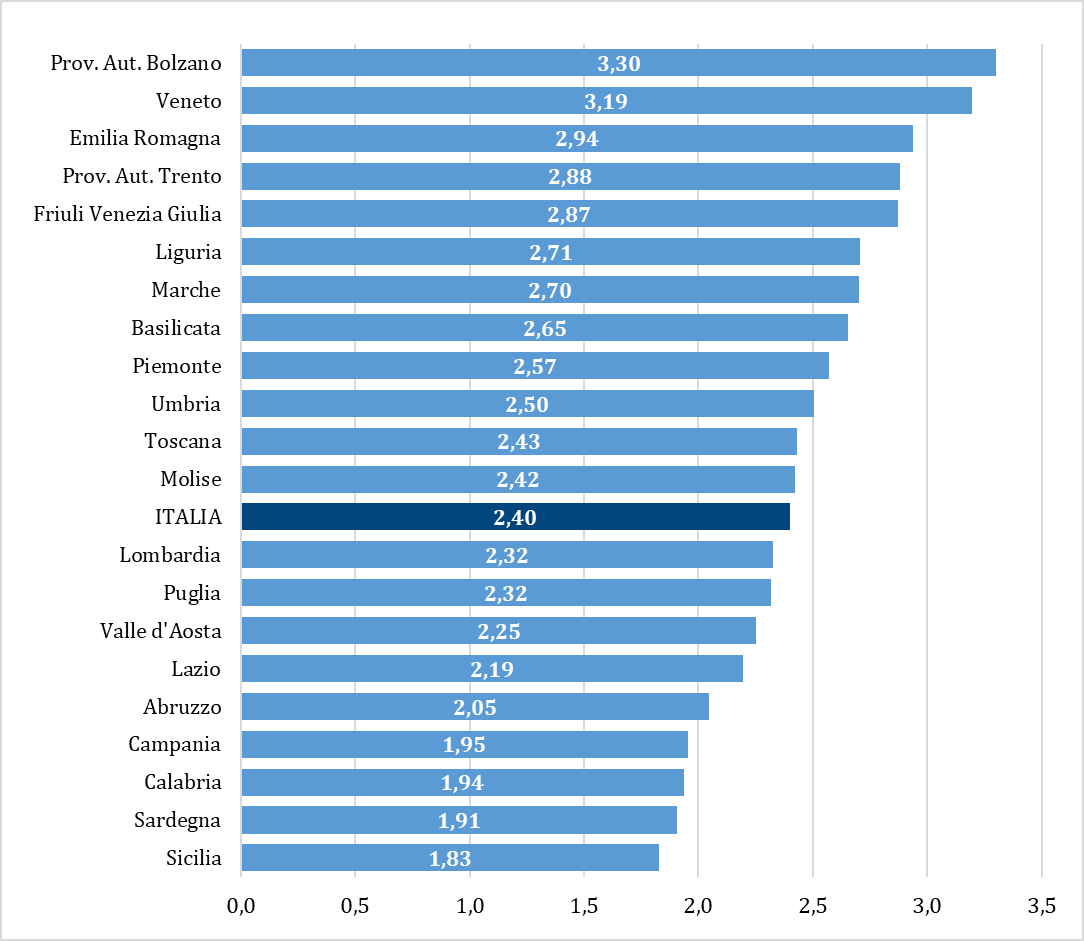 Prov. Aut. Bolzano 3,30
Veneto 3,19
Emilia Romagna 2,94
Prov. Aut. Trento 2,88
Friuli Venezia Giulia 2,87
Liguria 2,71
Marche 2,70
Basilicata 2,65
Piemonte 2,57
Umbria 2,50
Toscana 2,43
Molise 2,42
ITALIA 2,40
Lombardia 2,32
Puglia 2,32
Valle d'Aosta 2,25
Lazio 2,19
Abruzzo 2,05
Campania 1,95
Calabria 1,94
Sardegna 1,91
Sicilia 1,83
0,0 0,5 1,0 1,5 2,0 2,5 3,0 3,5